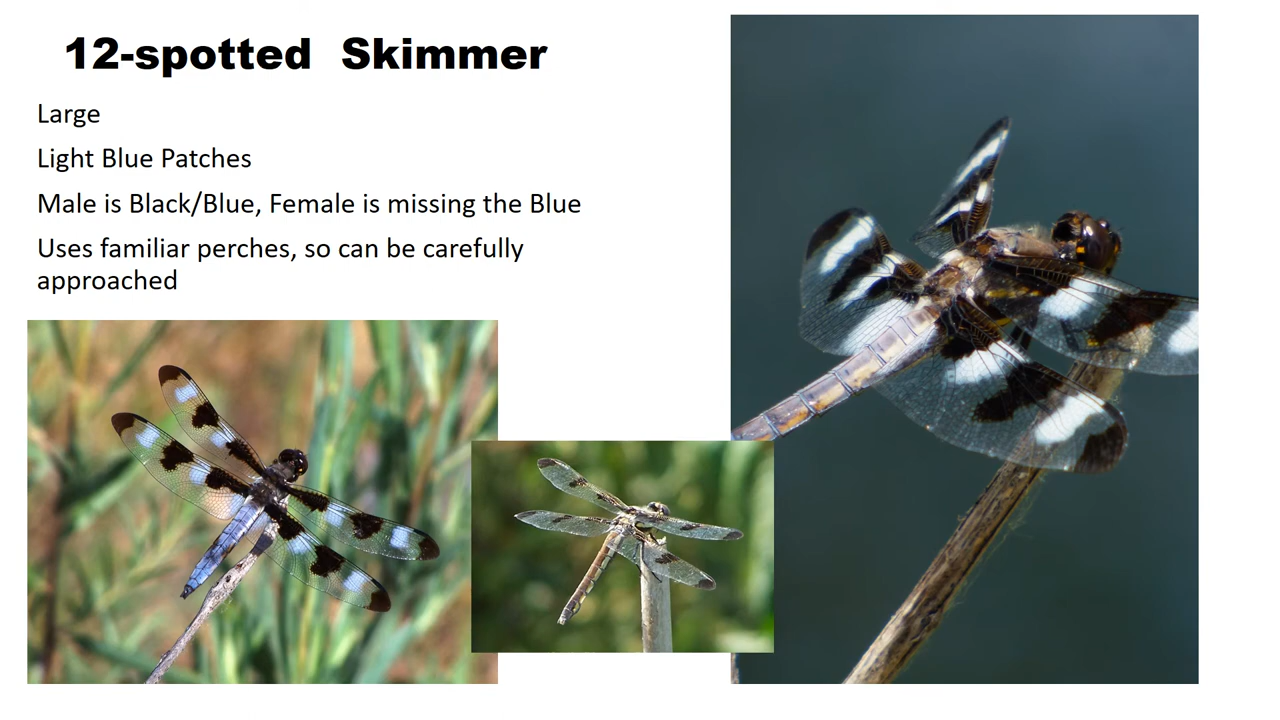 12-spotted Skimmer
Large
Light Blue Patches
Male is Black/Blue, Female is missing the Blue
Uses familiar perches, so can be carefully
approached